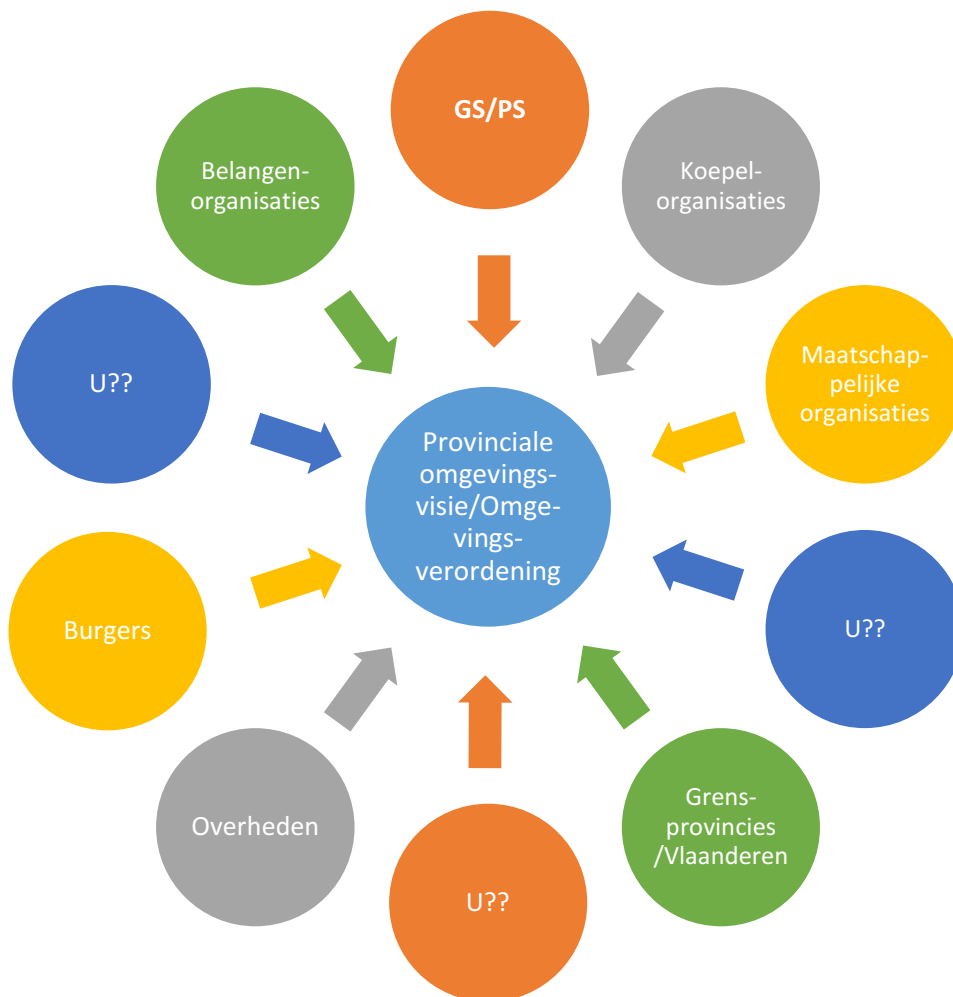 GS/PS
Belangen-
organisaties
Koepel-
organisaties
U??
Maatschap-
pelijke
organisaties
Provinciale
omgevings-
visie/Omge-
vings-
verordening
Burgers
U??
Overheden
Grens-
provincies
/Vlaanderen
U??